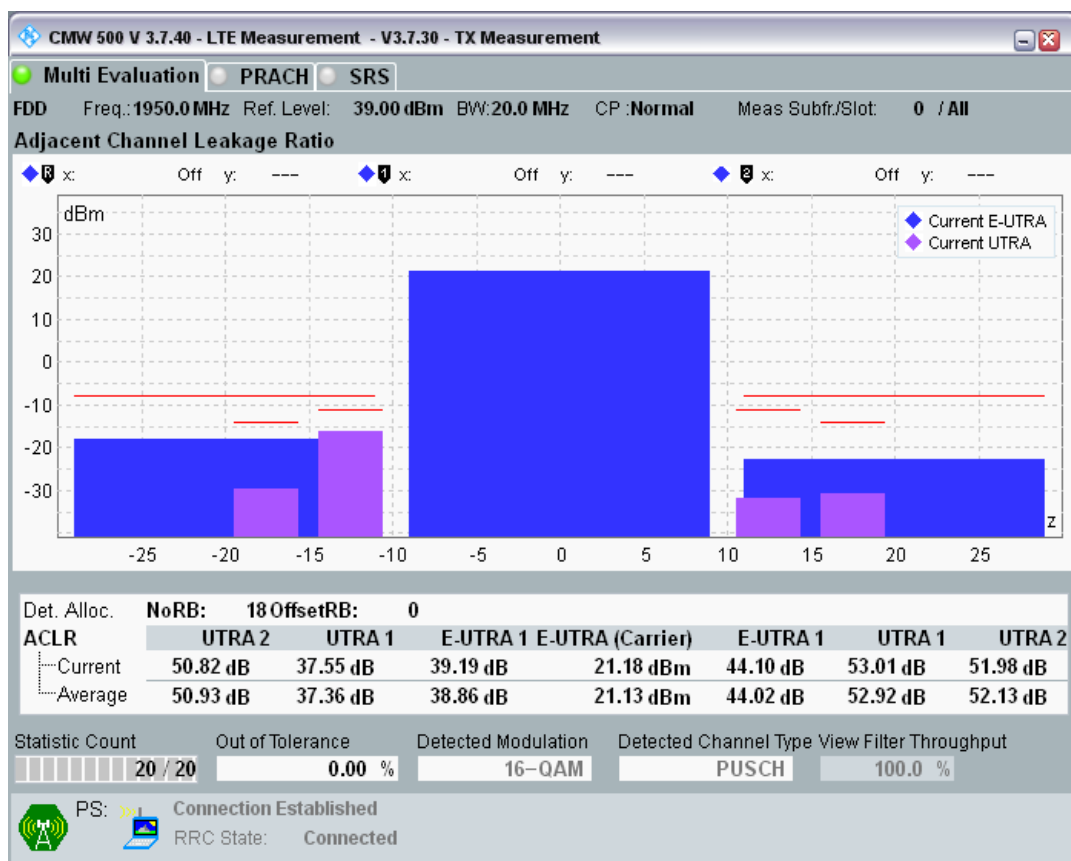 CMW 500 V 3.7.40 - LTE Measurement - V3.7.30 - TX Measurement
Multi Evaluation PRACH SRS
FDD Freq.: 1950.0 MHz Ref. Level: 39.00 dBm BW: 20.0 MHz CP : Normal Meas Subfr./Slot: 0 / All
Adjacent Channel Leakage Ratio
R x: Off y: --- 1 x: Off y: --- 2 x: Off y: ---
dBm
Current E-UTRA
Current UTRA
30
20
10
0
-10
-20
-30
z
-25 -20 -15 -10 -5 0 5 10 15 20 25
Det. Alloc. NoRB: 18 OffsetRB: 0
ACLR UTRA 2 UTRA 1 E-UTRA 1 E-UTRA (Carrier) E-UTRA 1 UTRA 1 UTRA 2
Current 50.82 dB 37.55 dB 39.19 dB 21.18 dBm 44.10 dB 53.01 dB 51.98 dB
Average 50.93 dB 37.36 dB 38.86 dB 21.13 dBm 44.02 dB 52.92 dB 52.13 dB
Statistic Count Out of Tolerance Detected Modulation Detected Channel Type View Filter Throughput
20 / 20 0.00 % 16-QAM PUSCH 100.0 %
PS: Connection Established
RRC State: Connected